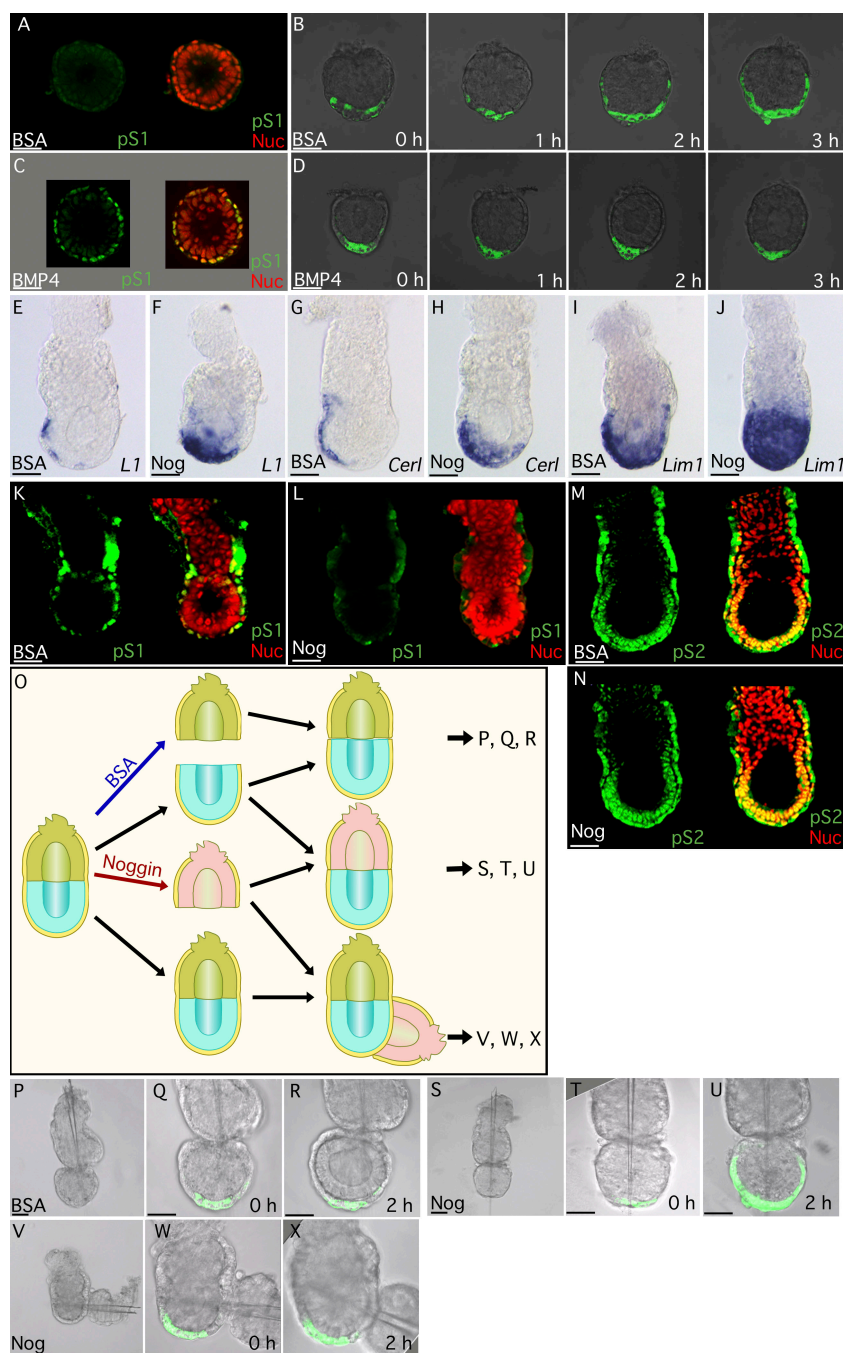 A
BSA
pS1
pS1
Nuc
B
BSA
0 h
1 h
2 h
3 h
C
BMP4
pS1
pS1
Nuc
D
BMP4
0 h
1 h
2 h
3 h
E
BSA
L1
F
Nog
L1
G
BSA
Cerl
H
Nog
Cerl
I
BSA
Lim1
J
Nog
Lim1
K
BSA
pS1
pS1
Nuc
L
Nog
pS1
pS1
Nuc
M
BSA
pS2
pS2
Nuc
N
Nog
pS2
pS2
Nuc
O
BSA
Noggin
P, Q, R
S, T, U
V, W, X
P
BSA
Q
0 h
R
2 h
S
Nog
T
0 h
U
2 h
V
Nog
W
0 h
X
2 h